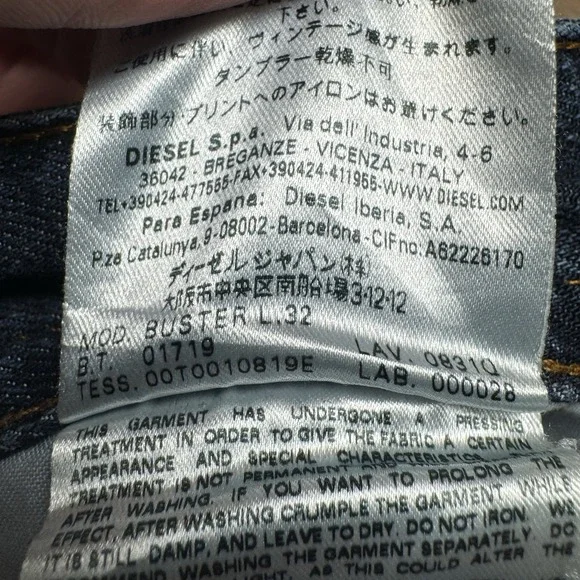 下さい。
ご使用に伴い、ヴィンテージ感が生まれます。
タンブラー乾燥不可
装飾部分・プリントへのアイロンはお避けください。
DIESEL S.p.a. Via dell' Industria, 4-6
36042 - BREGANZE - VICENZA - ITALY
TEL+390424-477555-FAX+390424-411955-WWW.DIESEL.COM
Para Espana: Diesel Iberia, S.A.
P.za Catalunya,9-08002-Barcelona-CIFno:A62226170
ディーゼルジャパン(株)
大阪市中央区南船場3-12-12
MOD. BUSTER L.32
B.T. 01719 LAV. 0831Q
TESS. 00T0010819E LAB. 000028
THIS GARMENT HAS UNDERGONE A PRESSING
TREATMENT IN ORDER TO GIVE THE FABRIC A CERTAIN
APPEARANCE AND SPECIAL CHARACTERISTICS. THE
TREATMENT IS NOT PERMANENT AND
AFTER WASHING. IF YOU WANT TO PROLONG THE
EFFECT, AFTER WASHING CRUMPLE THE GARMENT WHILE
IT IS STILL DAMP, AND LEAVE TO DRY. DO NOT IRON. WE
WASHING THE GARMENT SEPARATELY. DO
AS THIS COULD ALTER THE